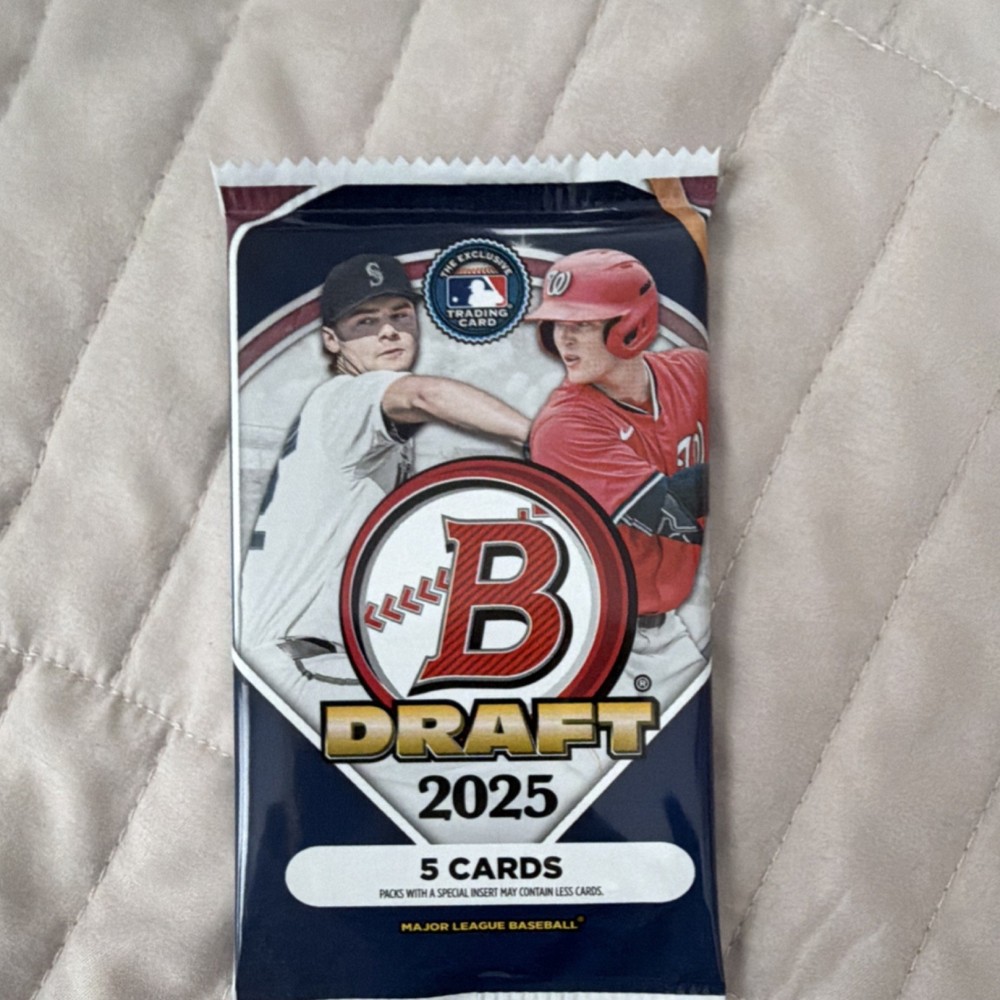 S
THE EXCLUSIVE
TRADING
CARD
W
B
®
DRAFT
2025
5 CARDS
PACKS WITH A SPECIAL INSERT MAY CONTAIN LESS CARDS.
MAJOR LEAGUE BASEBALL®